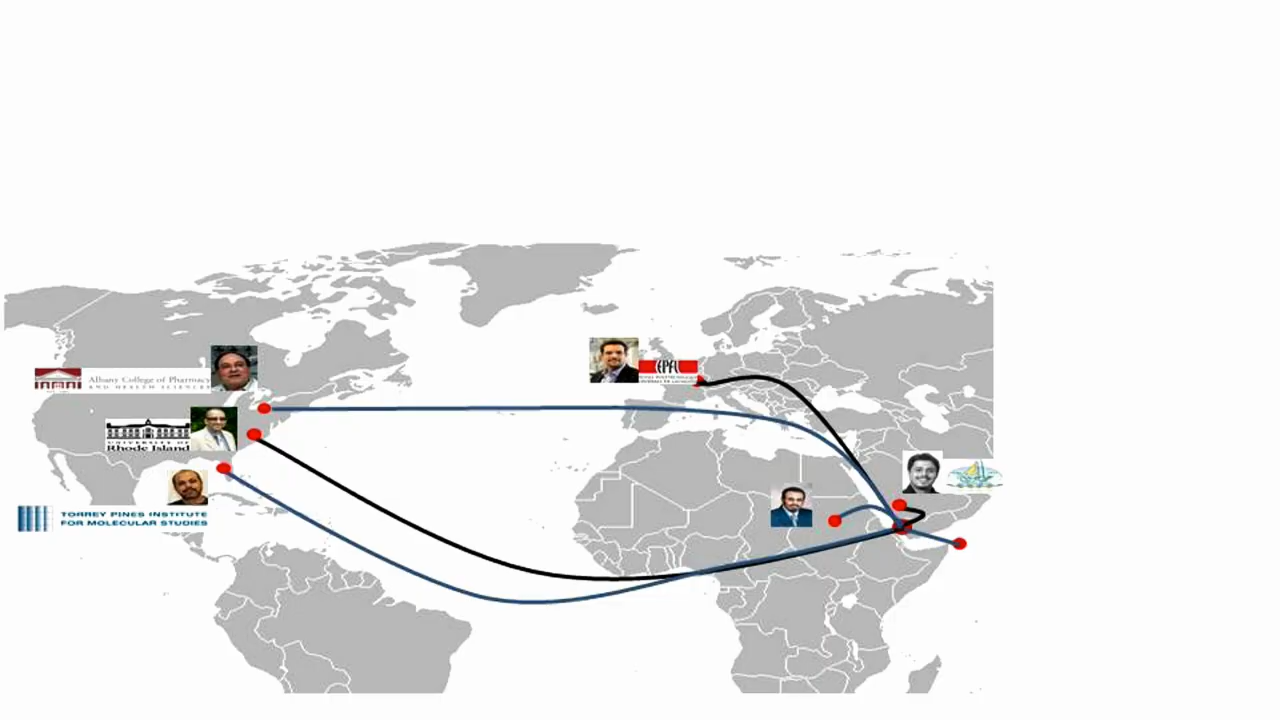 EPFL
Albany College of Pharmacy
AND HEALTH SCIENCES
UNIVERSITY OF
Rhode Island
TORREY PINES INSTITUTE
FOR MOLECULAR STUDIES